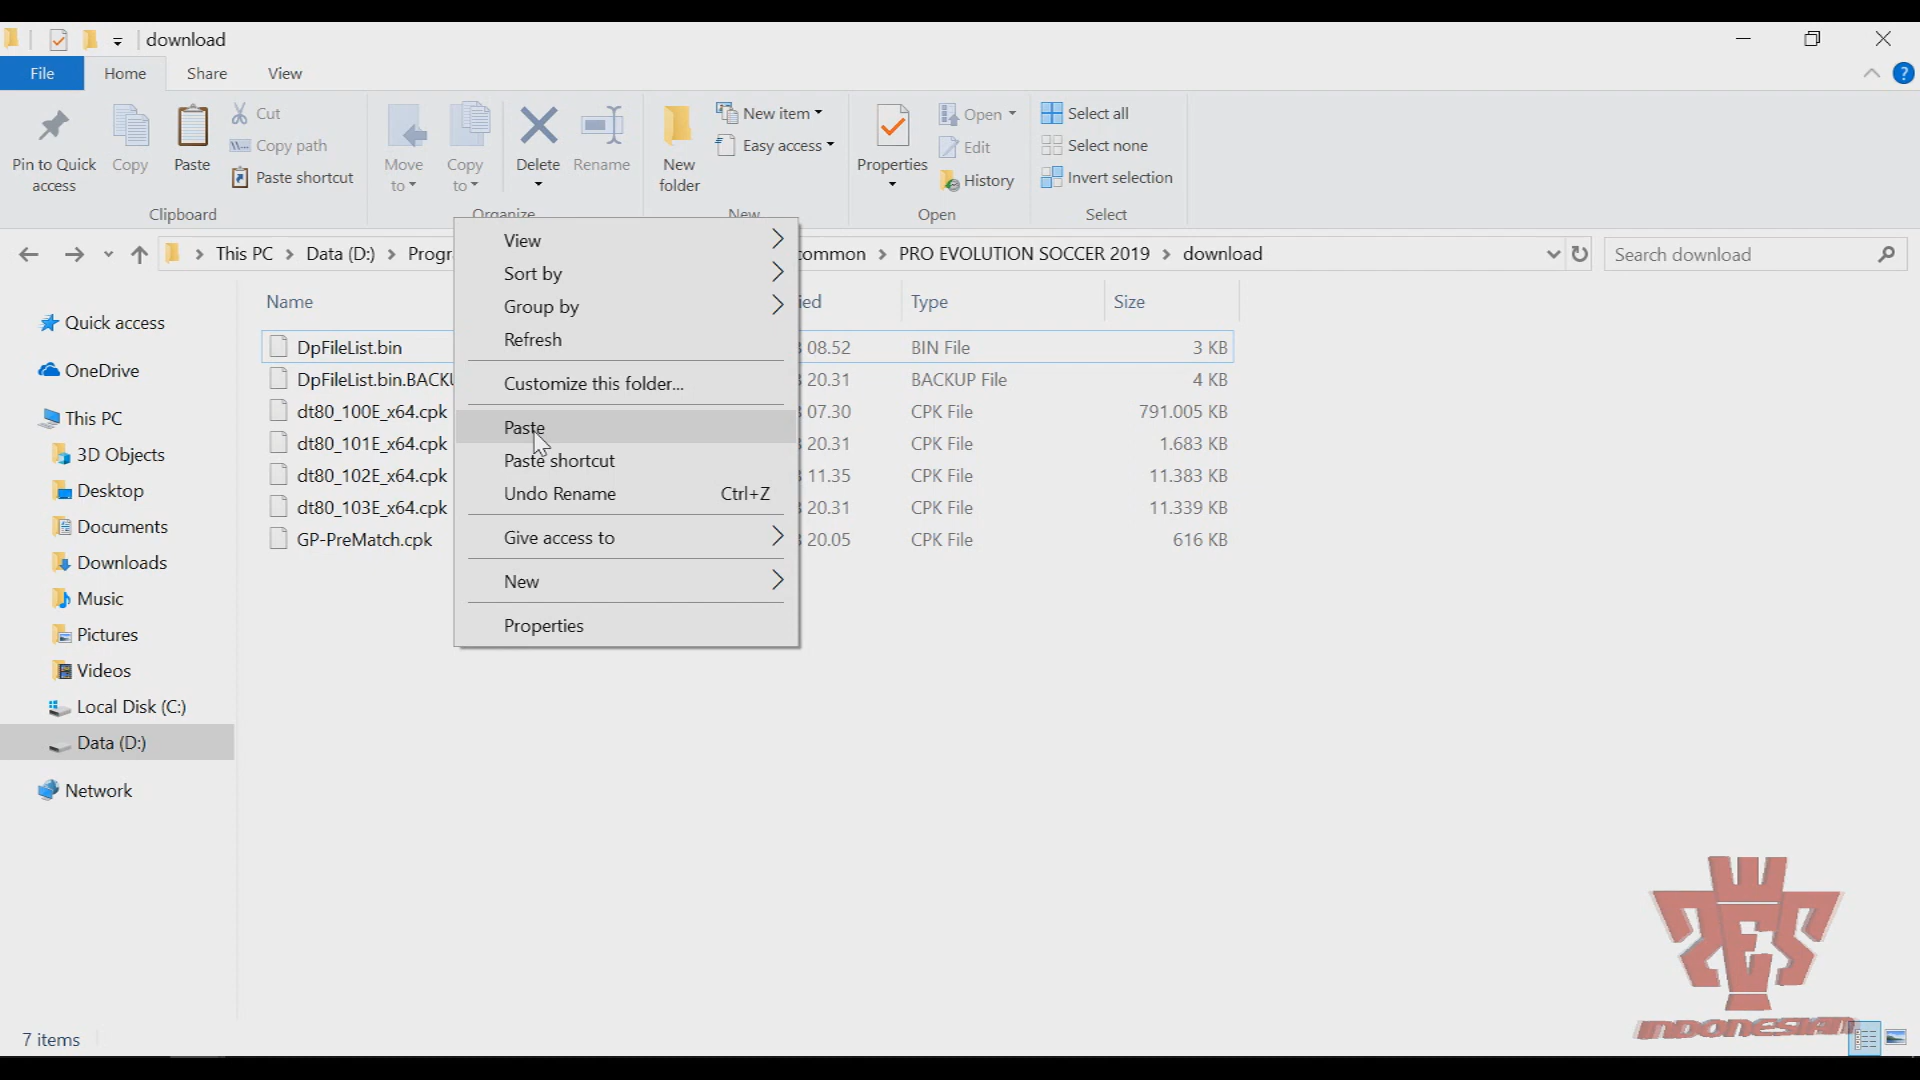 download
File Home Share View
Pin to Quick access
Copy
Paste
Cut
Copy path
Paste shortcut
Clipboard
Move to
Copy to
Delete
Rename
Organize
New folder
New item
Easy access
New
Properties
Open
Edit
History
Open
Select all
Select none
Invert selection
Select
This PC Data (D:) common PRO EVOLUTION SOCCER 2019 download
Search download
Quick access
OneDrive
This PC
3D Objects
Desktop
Documents
Downloads
Music
Pictures
Videos
Local Disk (C:)
Data (D:)
Network
Name Type Size
DpFileList.bin 08.52 BIN File 3 KB
20.31 BACKUP File 4 KB
dt80_100E_x64.cpk 07.30 CPK File 791.005 KB
dt80_101E_x64.cpk 20.31 CPK File 1.683 KB
dt80_102E_x64.cpk 11.35 CPK File 11.383 KB
dt80_103E_x64.cpk 20.31 CPK File 11.339 KB
GP-PreMatch.cpk 20.05 CPK File 616 KB
View
Sort by
Group by
Refresh
Customize this folder...
Paste
Paste shortcut
Undo Rename Ctrl+Z
Give access to
New
Properties
PES
INDONESIAN
7 items